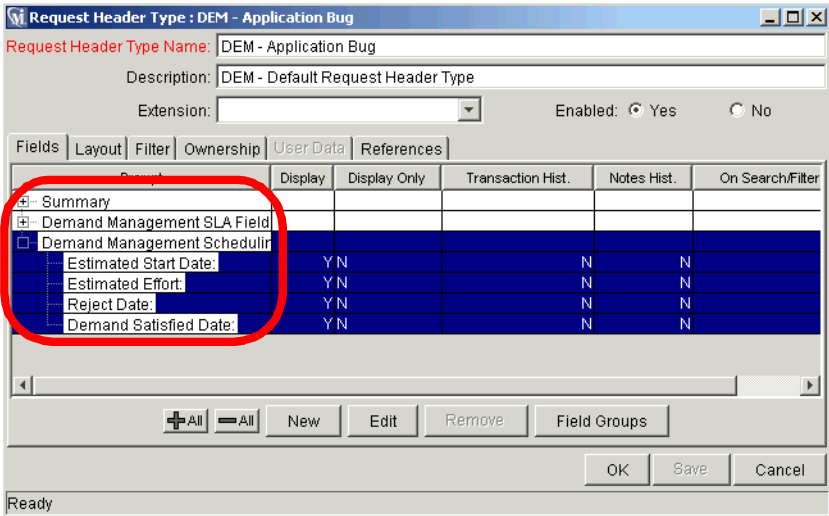 Request Header Type : DEM - Application Bug
Request Header Type Name: DEM - Application Bug
Description: DEM - Default Request Header Type
Extension: Enabled: Yes No
Fields Layout Filter Ownership User Data References
Prompt Display Display Only Transaction Hist. Notes Hist. On Search/Filter
Summary
Demand Management SLA Field
Demand Management Schedulin
Estimated Start Date: Y N N N
Estimated Effort: Y N N N
Reject Date: Y N N N
Demand Satisfied Date: Y N N N
All All New Edit Remove Field Groups
OK Save Cancel
Ready